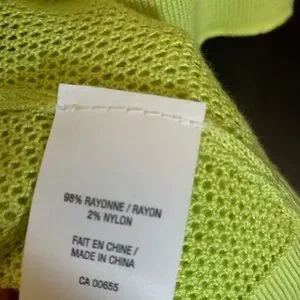 98% RAYONNE / RAYON
2% NYLON
FAIT EN CHINE /
MADE IN CHINA
CA 00655